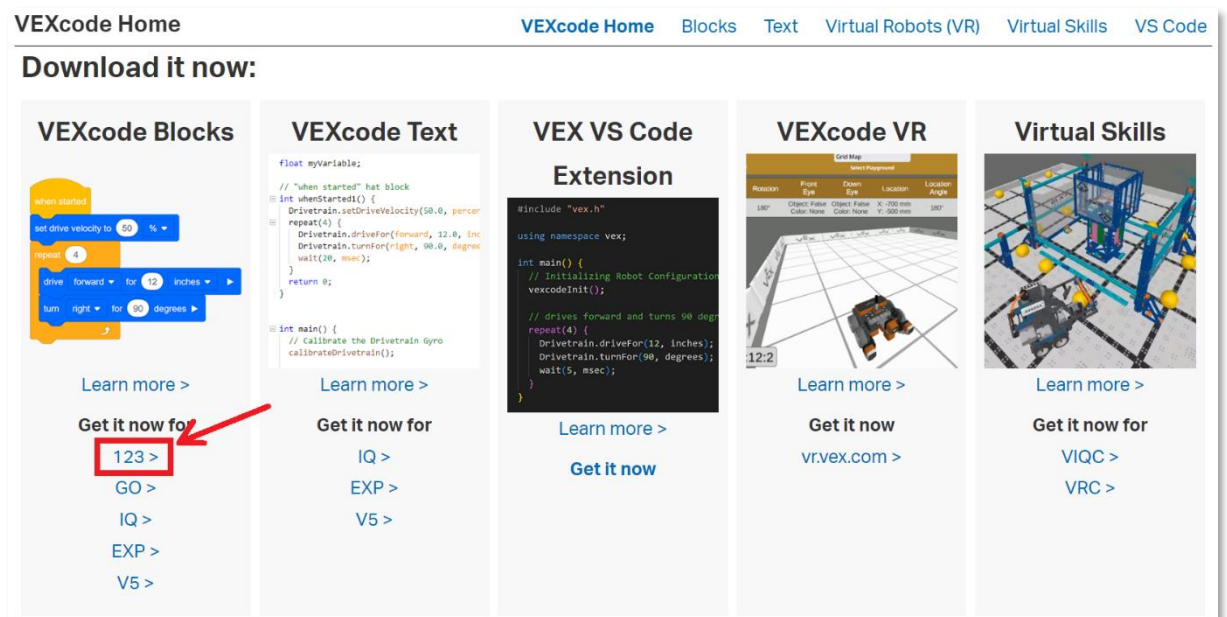 VEXcode Home
VEXcode Home Blocks Text Virtual Robots (VR) Virtual Skills VS Code
Download it now:
VEXcode Blocks
when started
set drive velocity to 50 %
repeat 4
drive forward for 12 inches
turn right for 90 degrees
Learn more >
Get it now for
123 >
GO >
IQ >
EXP >
V5 >
VEXcode Text
float myVariable;
// "when started" hat block
int whenStarted1() {
Drivetrain.setDriveVelocity(50.0, percen
repeat(4) {
Drivetrain.driveFor(forward, 12.0, inc
Drivetrain.turnFor(right, 90.0, degree
wait(20, msec);
}
return 0;
}
int main() {
// Calibrate the Drivetrain Gyro
calibrateDrivetrain();
Learn more >
Get it now for
IQ >
EXP >
V5 >
VEX VS Code
Extension
#include "vex.h"
using namespace vex;
int main() {
// Initializing Robot Configuration
vexcodeInit();
// drives forward and turns 90 degr
repeat(4) {
Drivetrain.driveFor(12, inches);
Drivetrain.turnFor(90, degrees);
wait(5, msec);
}
}
Learn more >
Get it now
VEXcode VR
Grid Map
Select Playground
Rotation Front Eye Down Eye Location Location Angle
180° Object: False Object: False X: -700 mm 180°
Color: None Color: None Y: -500 mm
:12:2
Learn more >
Get it now
vr.vex.com >
Virtual Skills
Learn more >
Get it now for
VIQC >
VRC >